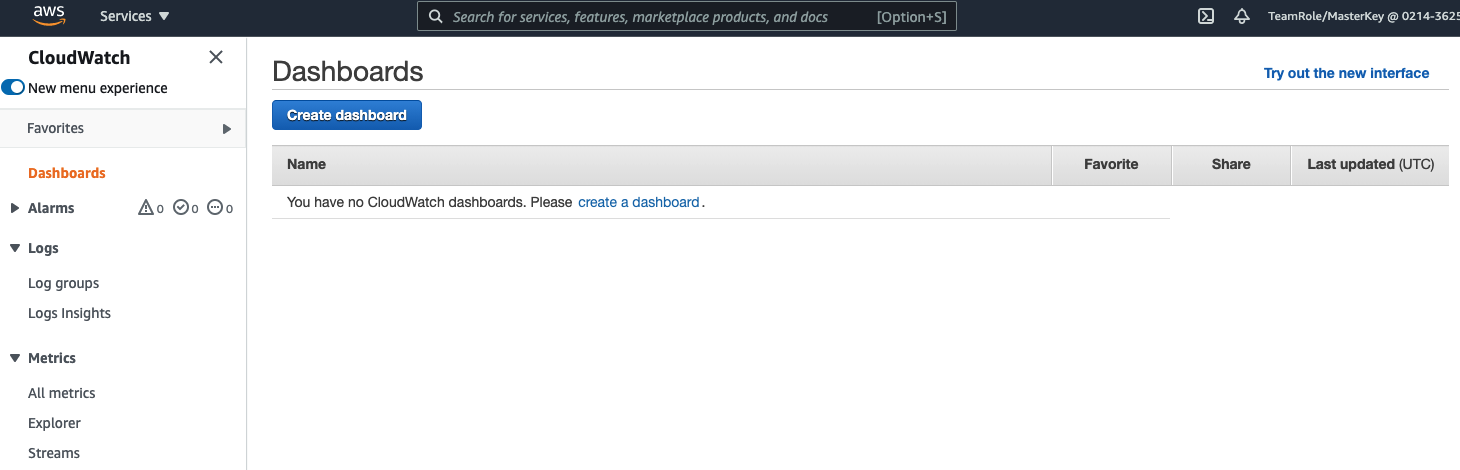 aws
Services ▼
Search for services, features, marketplace products, and docs [Option+S]
TeamRole/MasterKey @ 0214-3625
CloudWatch
New menu experience
Favorites
Dashboards
Alarms 0 0 0
Logs
Log groups
Logs Insights
Metrics
All metrics
Explorer
Streams
Dashboards
Try out the new interface
Create dashboard
Name Favorite Share Last updated (UTC)
You have no CloudWatch dashboards. Please create a dashboard.